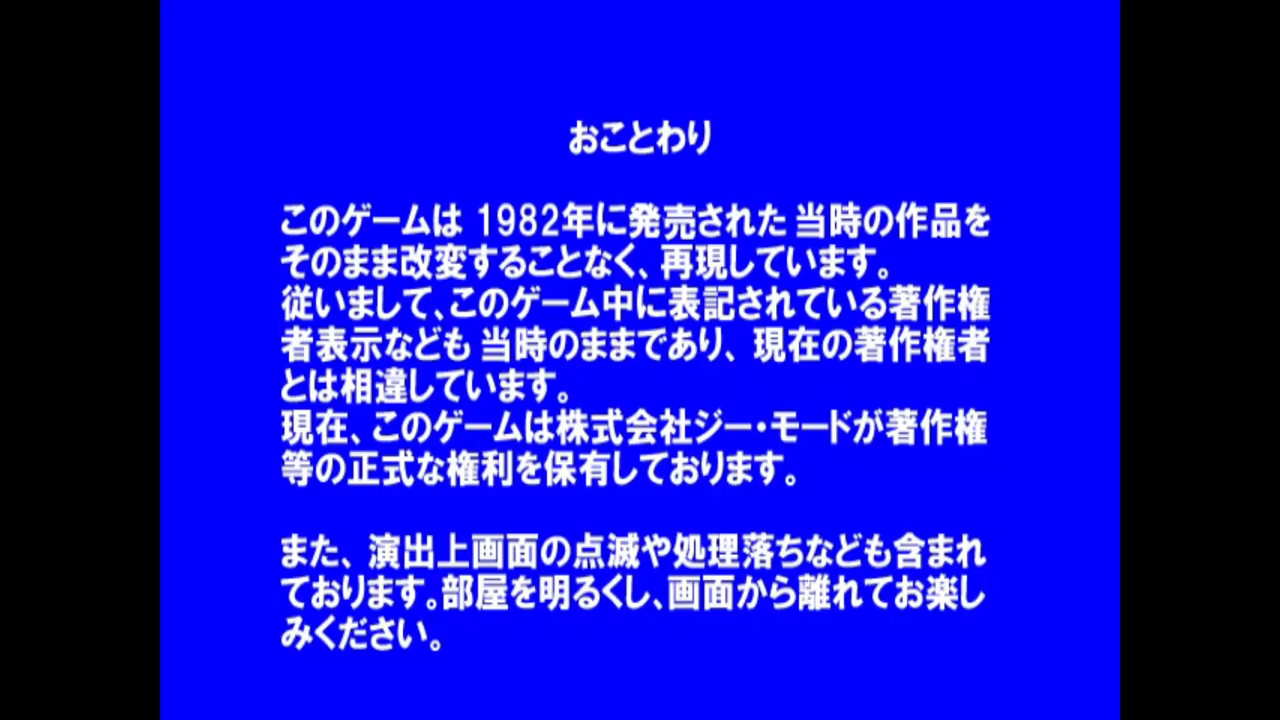 おことわり
このゲームは 1982年に発売された 当時の作品を
そのまま改変することなく、再現しています。
従いまして、このゲーム中に表記されている著作権
者表示なども 当時のままであり、現在の著作権者
とは相違しています。
現在、このゲームは株式会社ジー・モードが著作権
等の正式な権利を保有しております。
また、演出上画面の点滅や処理落ちなども含まれ
ております。部屋を明るくし、画面から離れてお楽し
みください。